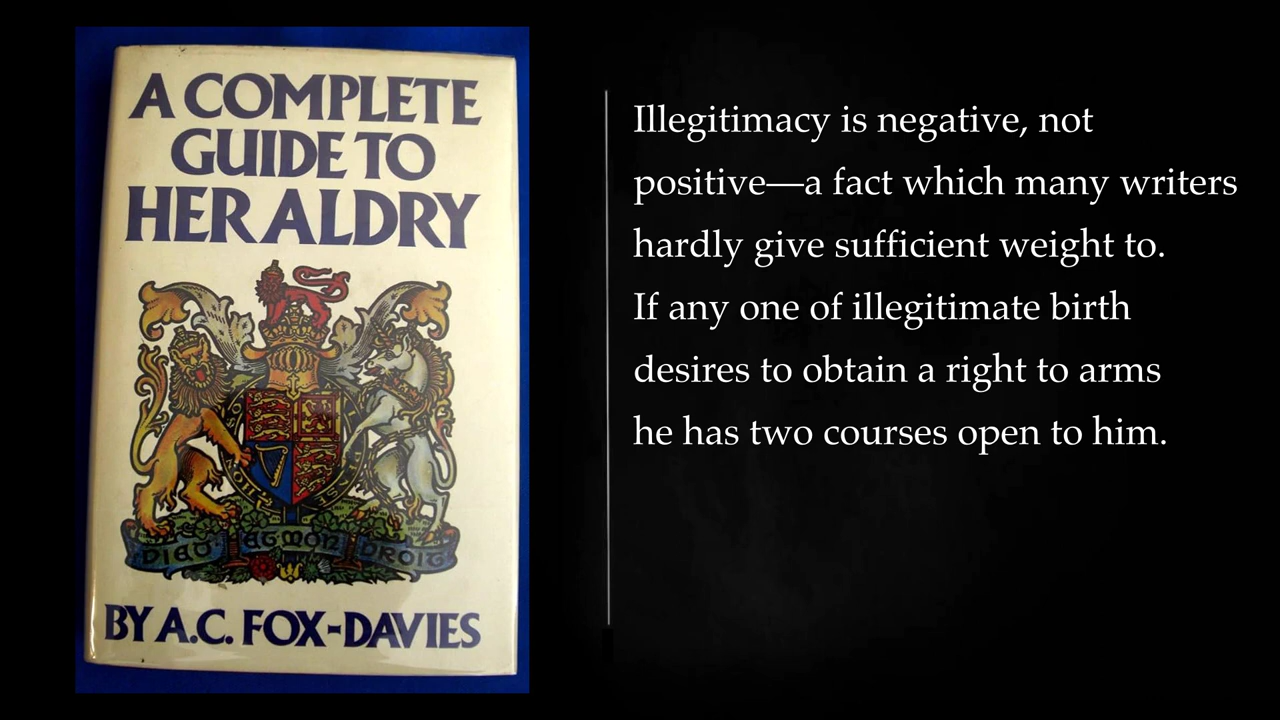 A COMPLETE
GUIDE TO
HERALDRY
DIEU ET MON DROIT
BY A.C. FOX-DAVIES
Illegitimacy is negative, not
positive—a fact which many writers
hardly give sufficient weight to.
If any one of illegitimate birth
desires to obtain a right to arms
he has two courses open to him.